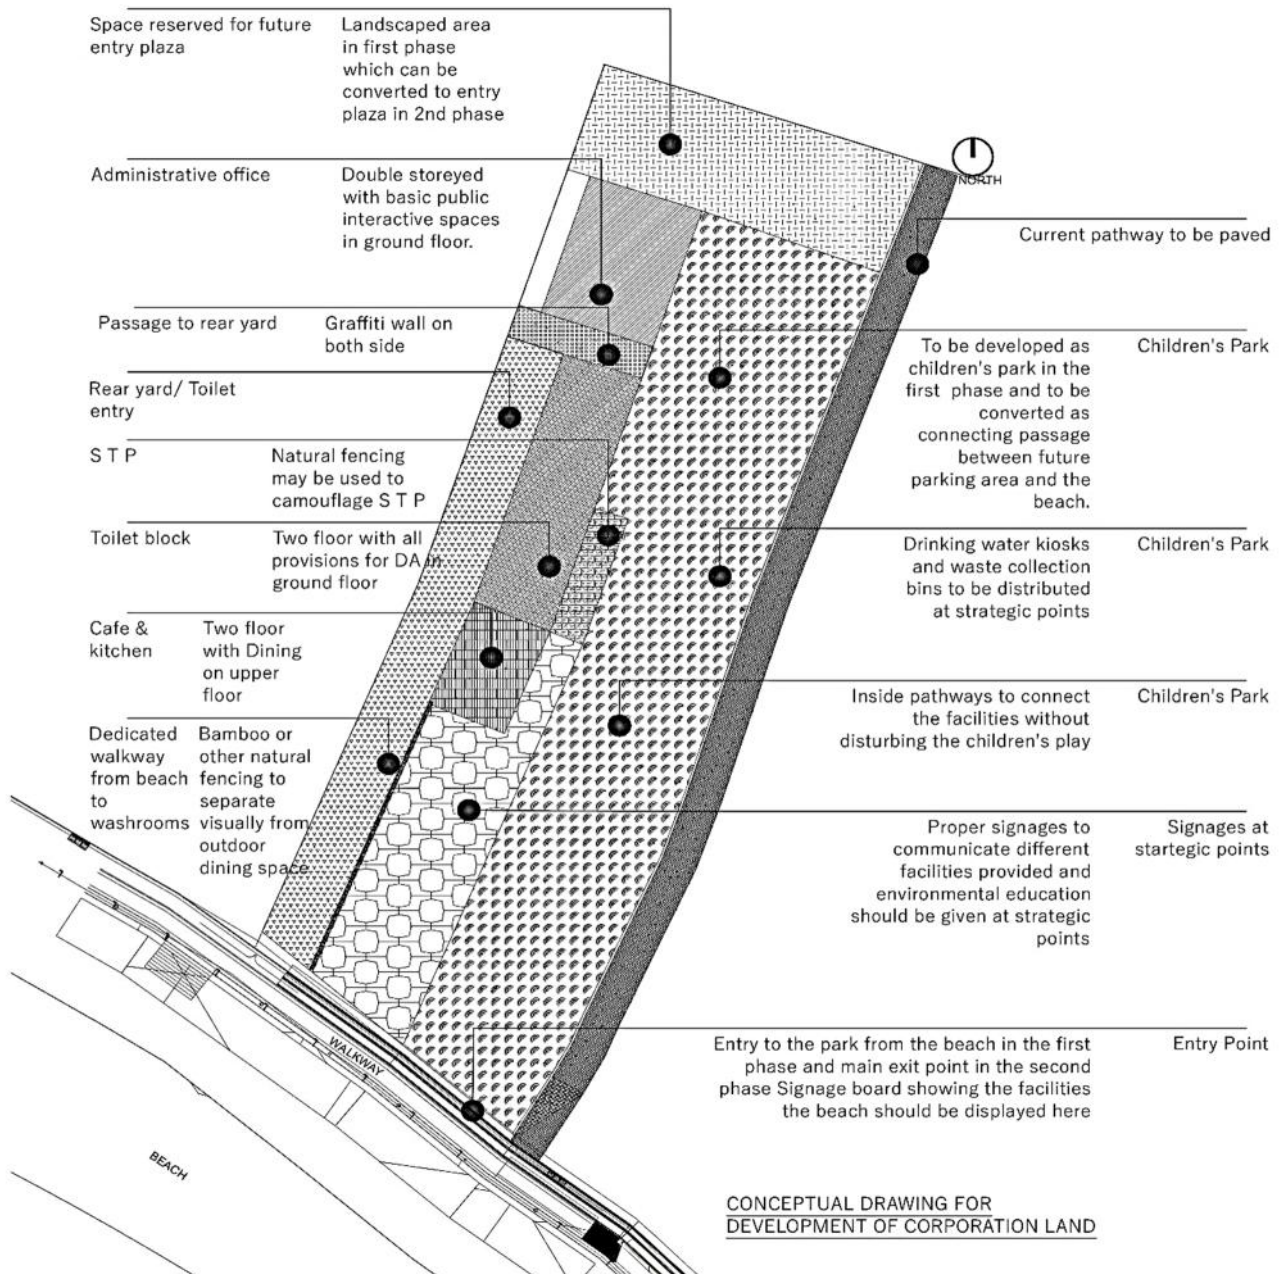 Space reserved for future
entry plaza
Landscaped area
in first phase
which can be
converted to entry
plaza in 2nd phase
Administrative office
Double storeyed
with basic public
interactive spaces
in ground floor.
Passage to rear yard
Graffiti wall on
both side
Rear yard/ Toilet
entry
S T P
Natural fencing
may be used to
camouflage S T P
Toilet block
Two floor with all
provisions for DA in
ground floor
Cafe &
kitchen
Two floor
with Dining
on upper
floor
Dedicated
walkway
from beach
to
washrooms
Bamboo or
other natural
fencing to
separate
visually from
outdoor
dining space
NORTH
Current pathway to be paved
To be developed as
children's park in the
first phase and to be
converted as
connecting passage
between future
parking area and the
beach.
Children's Park
Drinking water kiosks
and waste collection
bins to be distributed
at strategic points
Children's Park
Inside pathways to connect
the facilities without
disturbing the children's play
Children's Park
Proper signages to
communicate different
facilities provided and
environmental education
should be given at strategic
points
Signages at
startegic points
Entry to the park from the beach in the first
phase and main exit point in the second
phase Signage board showing the facilities
the beach should be displayed here
Entry Point
WALKWAY
BEACH
CONCEPTUAL DRAWING FOR
DEVELOPMENT OF CORPORATION LAND